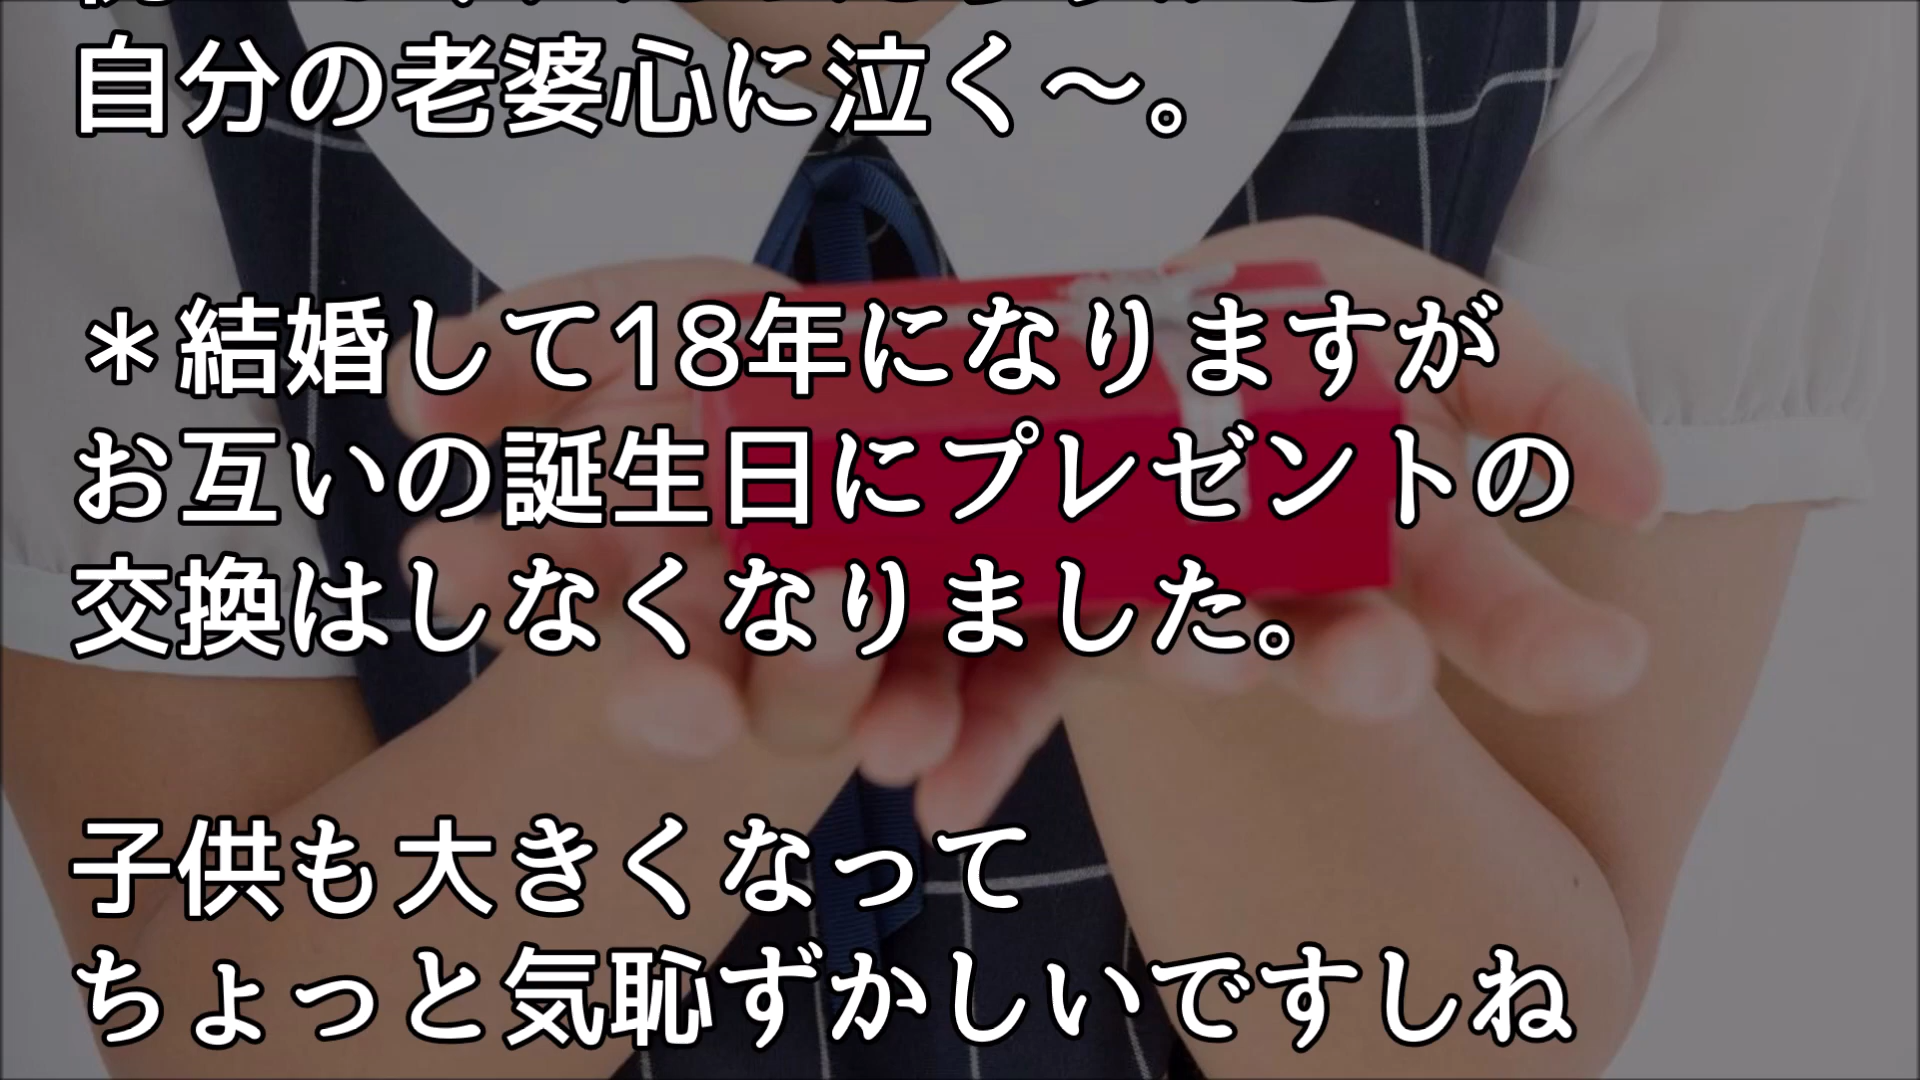 自分の老婆心に泣く〜。
＊結婚して18年になりますが
お互いの誕生日にプレゼントの
交換はしなくなりました。
子供も大きくなって
ちょっと気恥ずかしいですしね